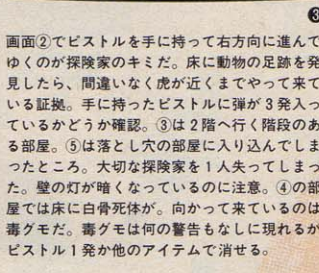 ❸
画面②でピストルを手に持って右方向に進んで
ゆくのが探険家のキミだ。床に動物の足跡を発
見したら、間違いなく虎が近くまでやって来て
いる証拠。手に持ったピストルに弾が3発入っ
ているかどうか確認。③は2階へ行く階段のあ
る部屋。⑤は落とし穴の部屋に入り込んでしま
ったところ。大切な探険家を1人失ってしまっ
た。壁の灯が暗くなっているのに注意。④の部
屋では床に白骨死体が。向かって来ているのは
毒グモだ。毒グモは何の警告もなしに現れるが
ピストル1発か他のアイテムで消せる。